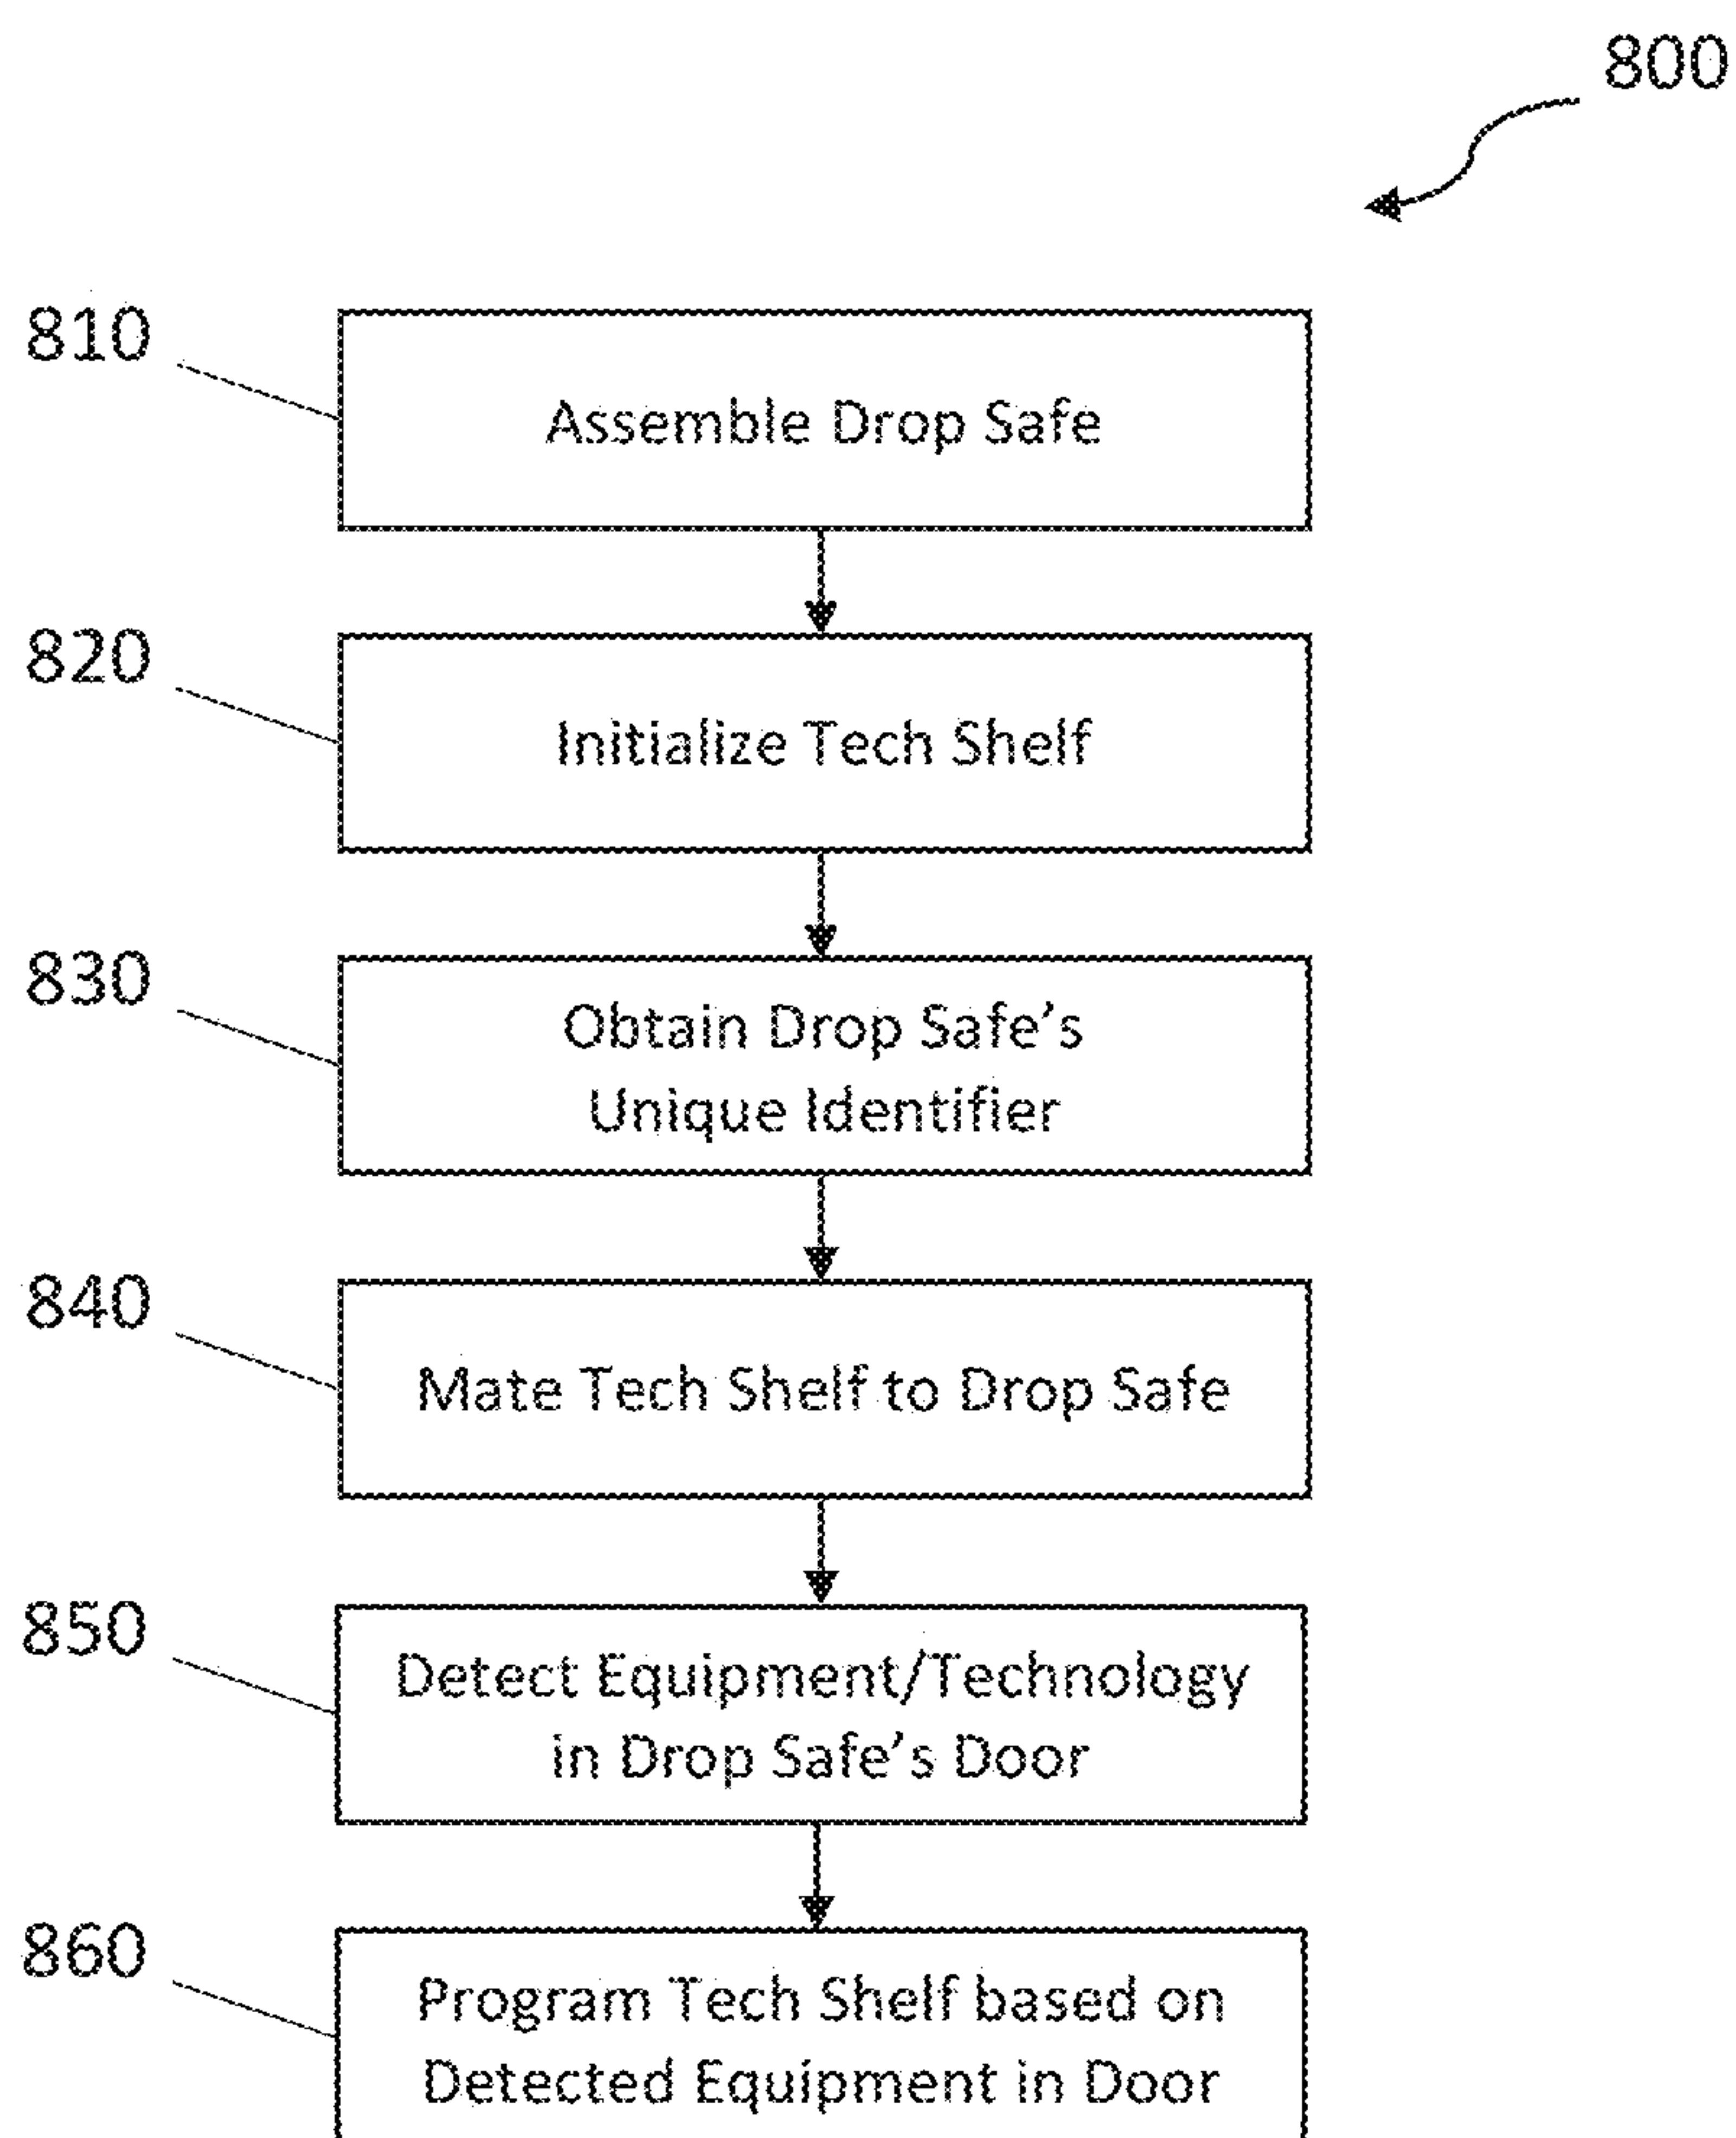 800
810
Assemble Drop Safe
820
Initialize Tech Shelf
830
Obtain Drop Safe's
Unique Identifier
840
Mate Tech Shelf to Drop Safe
850
Detect Equipment/Technology
in Drop Safe's Door
860
Program Tech Shelf based on
Detected Equipment in Door